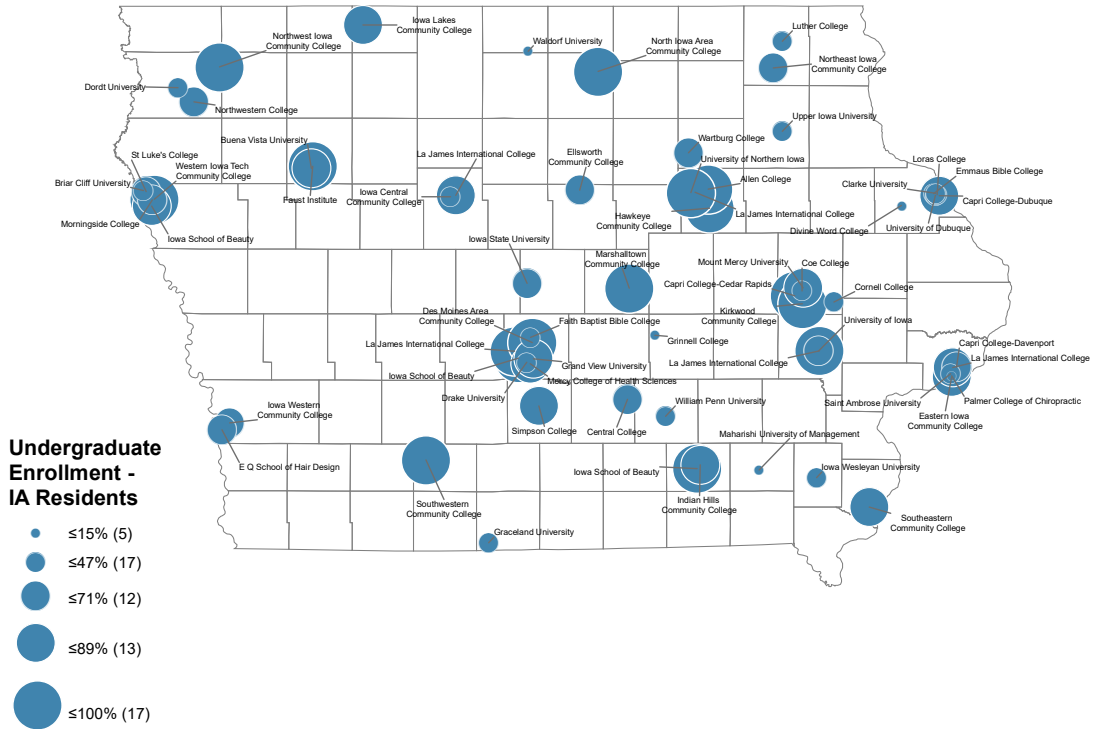 Iowa Lakes
Community College
Northwest Iowa
Community College
Waldorf University
North Iowa Area
Community College
Luther College
Northeast Iowa
Community College
Dordt University
Northwestern College
Upper Iowa University
Buena Vista University
St Luke's College
Western Iowa Tech
Community College
Briar Cliff University
Morningside College
Iowa School of Beauty
Faust Institute
La James International College
Iowa Central
Community College
Ellsworth
Community College
Wartburg College
University of Northern Iowa
Allen College
Hawkeye
Community College
La James International College
Loras College
Emmaus Bible College
Clarke University
Capri College-Dubuque
Divine Word College
University of Dubuque
Iowa State University
Marshalltown
Community College
Mount Mercy University
Coe College
Capri College-Cedar Rapids
Cornell College
Kirkwood
Community College
University of Iowa
Des Moines Area
Community College
Faith Baptist Bible College
La James International College
Grinnell College
La James International College
Grand View University
Iowa School of Beauty
Mercy College of Health Sciences
Drake University
Capri College-Davenport
La James International College
Saint Ambrose University
Palmer College of Chiropractic
Eastern Iowa
Community College
Iowa Western
Community College
Simpson College
Central College
William Penn University
Maharishi University of Management
E Q School of Hair Design
Iowa School of Beauty
Iowa Wesleyan University
Southwestern
Community College
Indian Hills
Community College
Southeastern
Community College
Graceland University
Undergraduate
Enrollment -
IA Residents
≤15% (5)
≤47% (17)
≤71% (12)
≤89% (13)
≤100% (17)